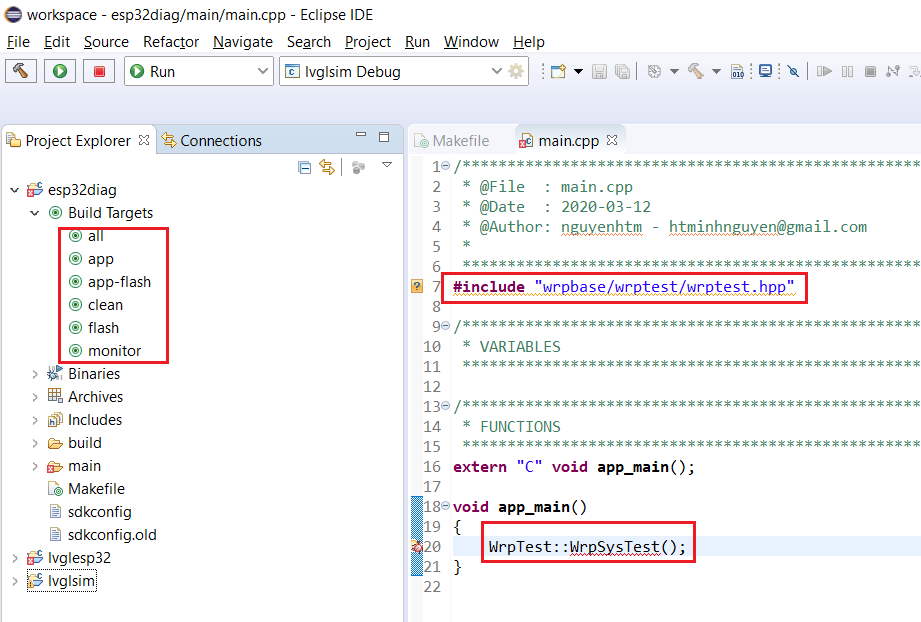 workspace - esp32diag/main/main.cpp - Eclipse IDE
File Edit Source Refactor Navigate Search Project Run Window Help
Run
lvglsim Debug
010
Project Explorer
Connections
esp32diag
Build Targets
all
app
app-flash
clean
flash
monitor
Binaries
Archives
Includes
build
main
Makefile
sdkconfig
sdkconfig.old
lvglesp32
lvglsim
Makefile
main.cpp
1 /***************************************************
2 * @File : main.cpp
3 * @Date : 2020-03-12
4 * @Author: nguyenhtm - htminhnguyen@gmail.com
5 *
6 ***************************************************
7 #include "wrpbase/wrptest/wrptest.hpp"
8
9 /***************************************************
10 * VARIABLES
11 ***************************************************
12
13 /***************************************************
14 * FUNCTIONS
15 ***************************************************
16 extern "C" void app_main();
17
18 void app_main()
19 {
20 WrpTest::WrpSysTest();
21 }
22